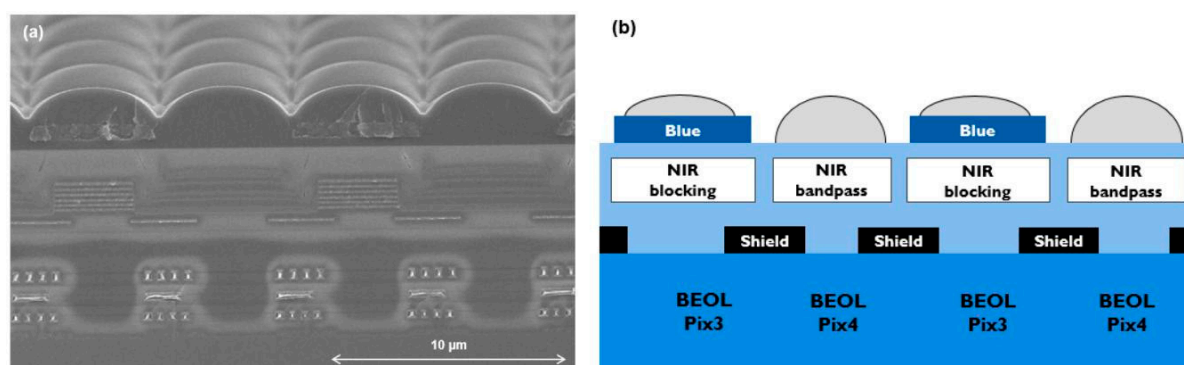 (a)
10 µm
(b)
Blue
Blue
NIR
blocking
NIR
bandpass
NIR
blocking
NIR
bandpass
Shield
Shield
Shield
BEOL
Pix3
BEOL
Pix4
BEOL
Pix3
BEOL
Pix4